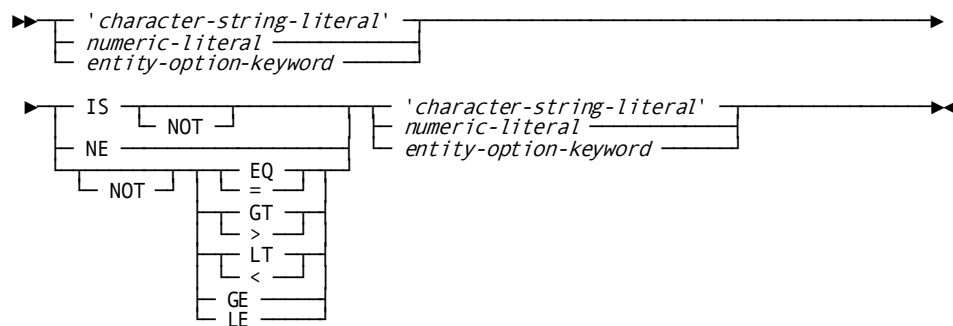 'character-string-literal'
numeric-literal
entity-option-keyword
IS NOT 'character-string-literal'
NE numeric-literal
entity-option-keyword
NOT EQ
=
GT
>
LT
<
GE
LE